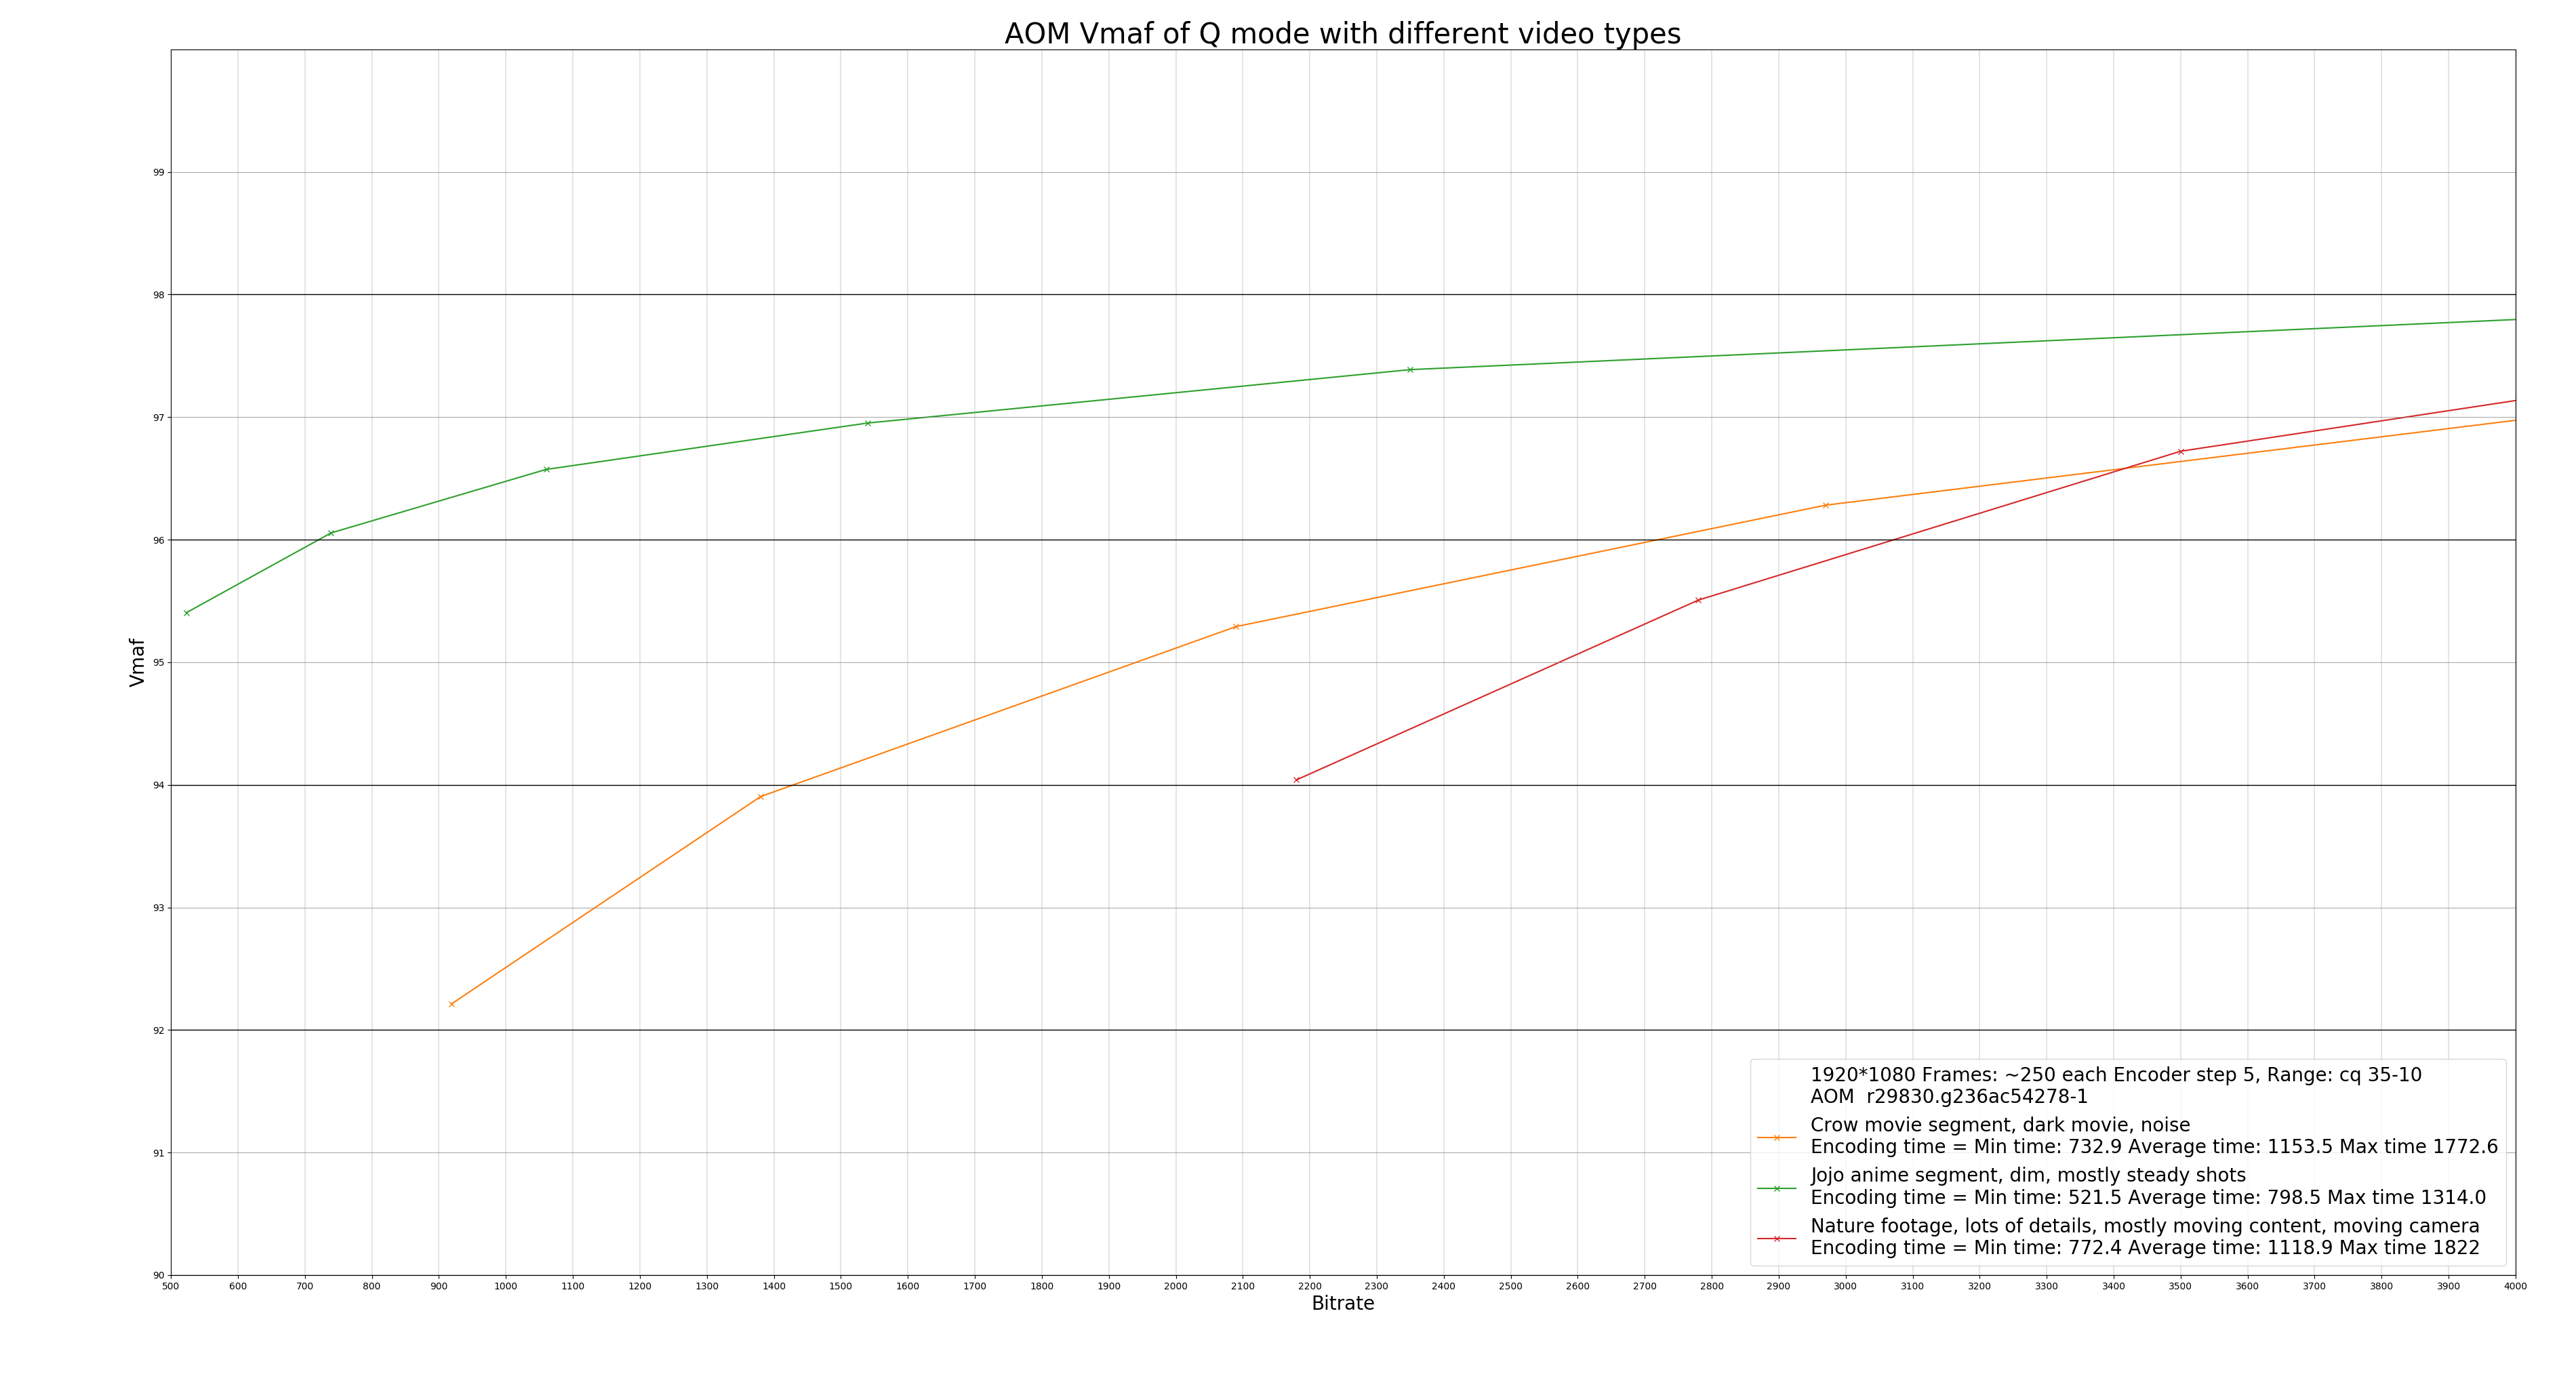 AOM Vmaf of Q mode with different video types
99
98
97
96
95
94
93
92
91
90
Vmaf
1920*1080 Frames: ~250 each Encoder step 5, Range: cq 35-10
AOM  r29830.g236ac54278-1
Crow movie segment, dark movie, noise
Encoding time = Min time: 732.9 Average time: 1153.5 Max time 1772.6
Jojo anime segment, dim, mostly steady shots
Encoding time = Min time: 521.5 Average time: 798.5 Max time 1314.0
Nature footage, lots of details, mostly moving content, moving camera
Encoding time = Min time: 772.4 Average time: 1118.9 Max time 1822
500 600 700 800 900 1000 1100 1200 1300 1400 1500 1600 1700 1800 1900 2000 2100 2200 2300 2400 2500 2600 2700 2800 2900 3000 3100 3200 3300 3400 3500 3600 3700 3800 3900 4000
Bitrate